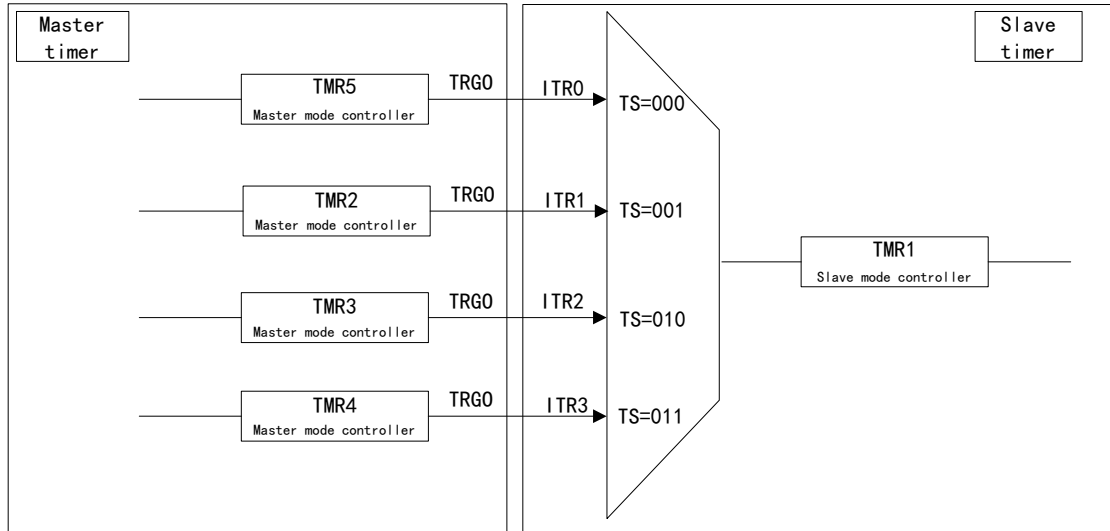 Master
timer
Slave
timer
TMR5
Master mode controller
TRGO
ITR0
TS=000
TMR2
Master mode controller
TRGO
ITR1
TS=001
TMR1
Slave mode controller
TMR3
Master mode controller
TRGO
ITR2
TS=010
TMR4
Master mode controller
TRGO
ITR3
TS=011